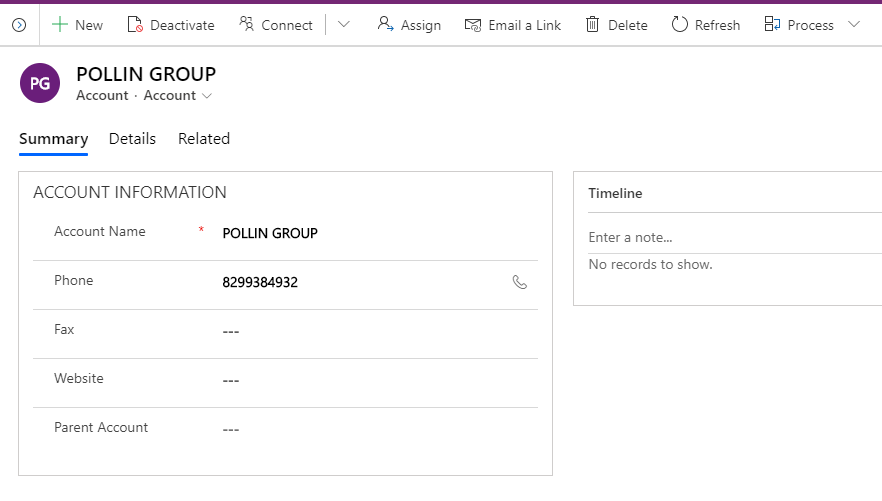 New Deactivate Connect Assign Email a Link Delete Refresh Process
PG
POLLIN GROUP
Account · Account
Summary Details Related
ACCOUNT INFORMATION
Account Name * POLLIN GROUP
Phone 8299384932
Fax ---
Website ---
Parent Account ---
Timeline
Enter a note...
No records to show.